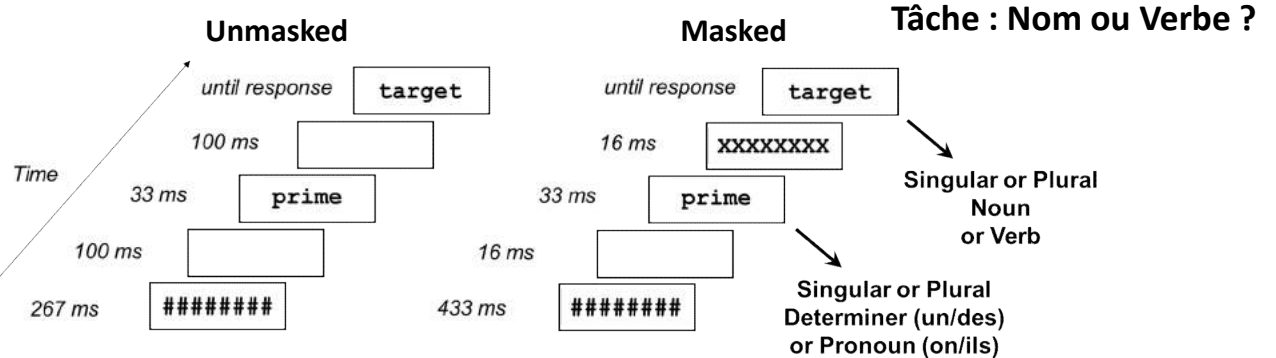 Tâche : Nom ou Verbe ?
Unmasked
until response
target
100 ms
Time
33 ms
prime
100 ms
267 ms
########
Masked
until response
target
16 ms
XXXXXXXX
33 ms
prime
16 ms
433 ms
########
Singular or Plural
Noun
or Verb
Singular or Plural
Determiner (un/des)
or Pronoun (on/ils)